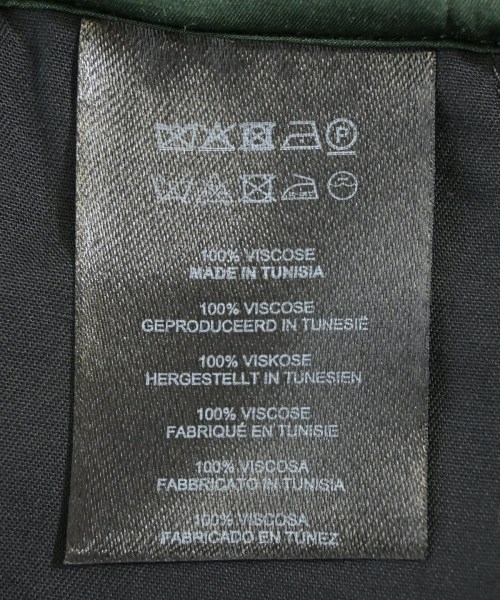 P
100% VISCOSE
MADE IN TUNISIA
100% VISCOSE
GEPRODUCEERD IN TUNESIË
100% VISKOSE
HERGESTELLT IN TUNESIEN
100% VISCOSE
FABRIQUÉ EN TUNISIE
100% VISCOSA
FABBRICATO IN TUNISIA
100% VISCOSA
FABRICADO EN TUNEZ